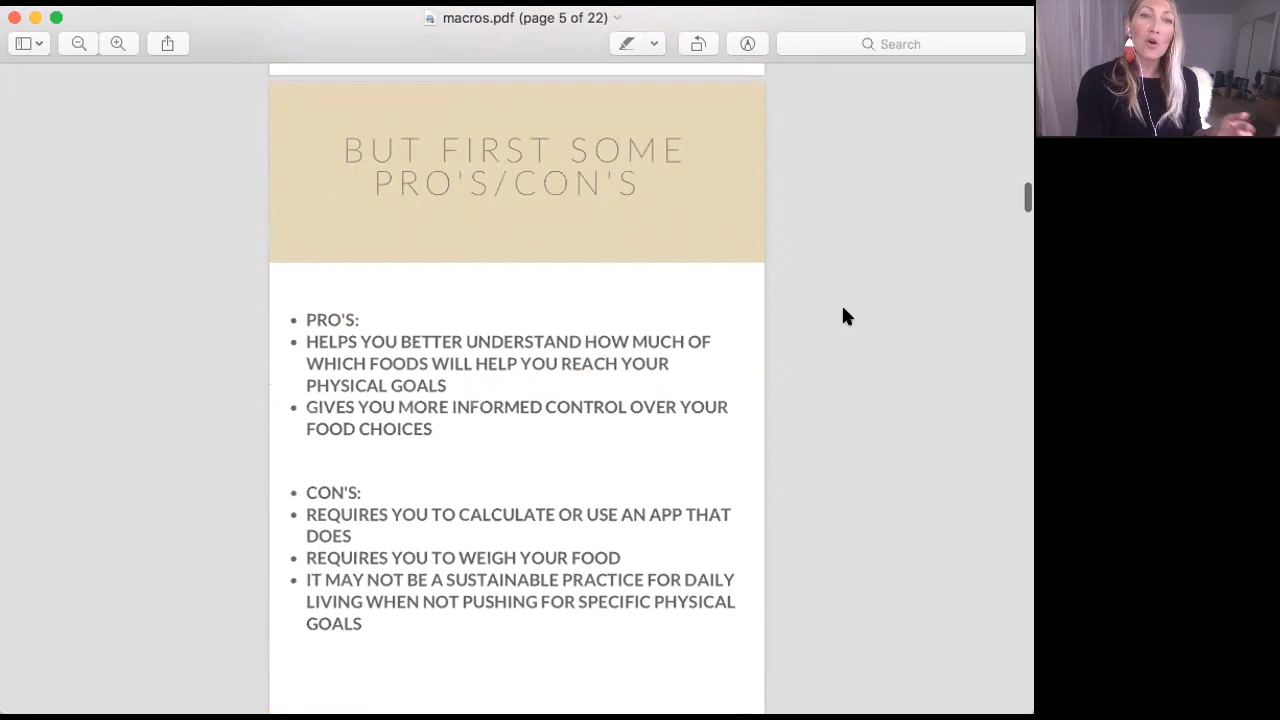 macros.pdf (page 5 of 22)
Search
BUT FIRST SOME
PRO'S/CON'S
• PRO'S:
• HELPS YOU BETTER UNDERSTAND HOW MUCH OF
WHICH FOODS WILL HELP YOU REACH YOUR
PHYSICAL GOALS
• GIVES YOU MORE INFORMED CONTROL OVER YOUR
FOOD CHOICES
• CON'S:
• REQUIRES YOU TO CALCULATE OR USE AN APP THAT
DOES
• REQUIRES YOU TO WEIGH YOUR FOOD
• IT MAY NOT BE A SUSTAINABLE PRACTICE FOR DAILY
LIVING WHEN NOT PUSHING FOR SPECIFIC PHYSICAL
GOALS